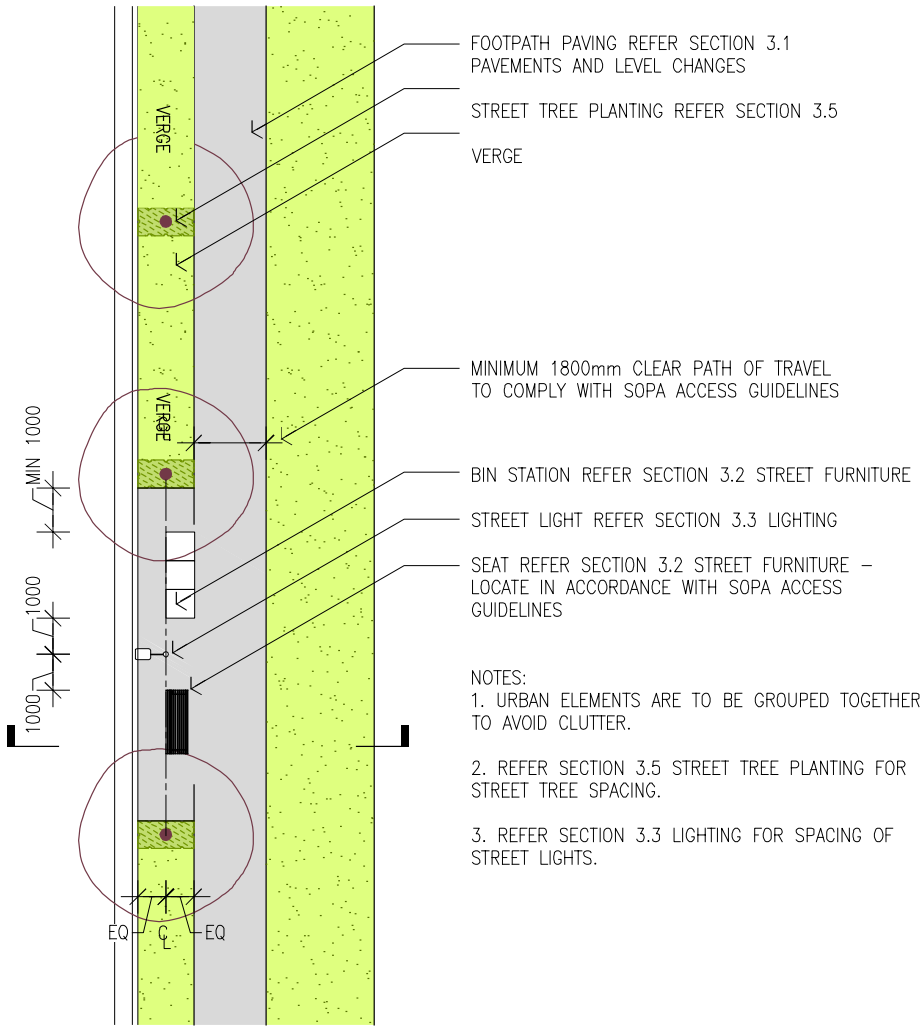 FOOTPATH PAVING REFER SECTION 3.1
PAVEMENTS AND LEVEL CHANGES
STREET TREE PLANTING REFER SECTION 3.5
VERGE
VERGE
MINIMUM 1800mm CLEAR PATH OF TRAVEL
TO COMPLY WITH SOPA ACCESS GUIDELINES
VERGE
MIN 1000
BIN STATION REFER SECTION 3.2 STREET FURNITURE
STREET LIGHT REFER SECTION 3.3 LIGHTING
SEAT REFER SECTION 3.2 STREET FURNITURE –
LOCATE IN ACCORDANCE WITH SOPA ACCESS
GUIDELINES
1000
1000
NOTES:
1. URBAN ELEMENTS ARE TO BE GROUPED TOGETHER
TO AVOID CLUTTER.
2. REFER SECTION 3.5 STREET TREE PLANTING FOR
STREET TREE SPACING.
3. REFER SECTION 3.3 LIGHTING FOR SPACING OF
STREET LIGHTS.
EQ CL EQ